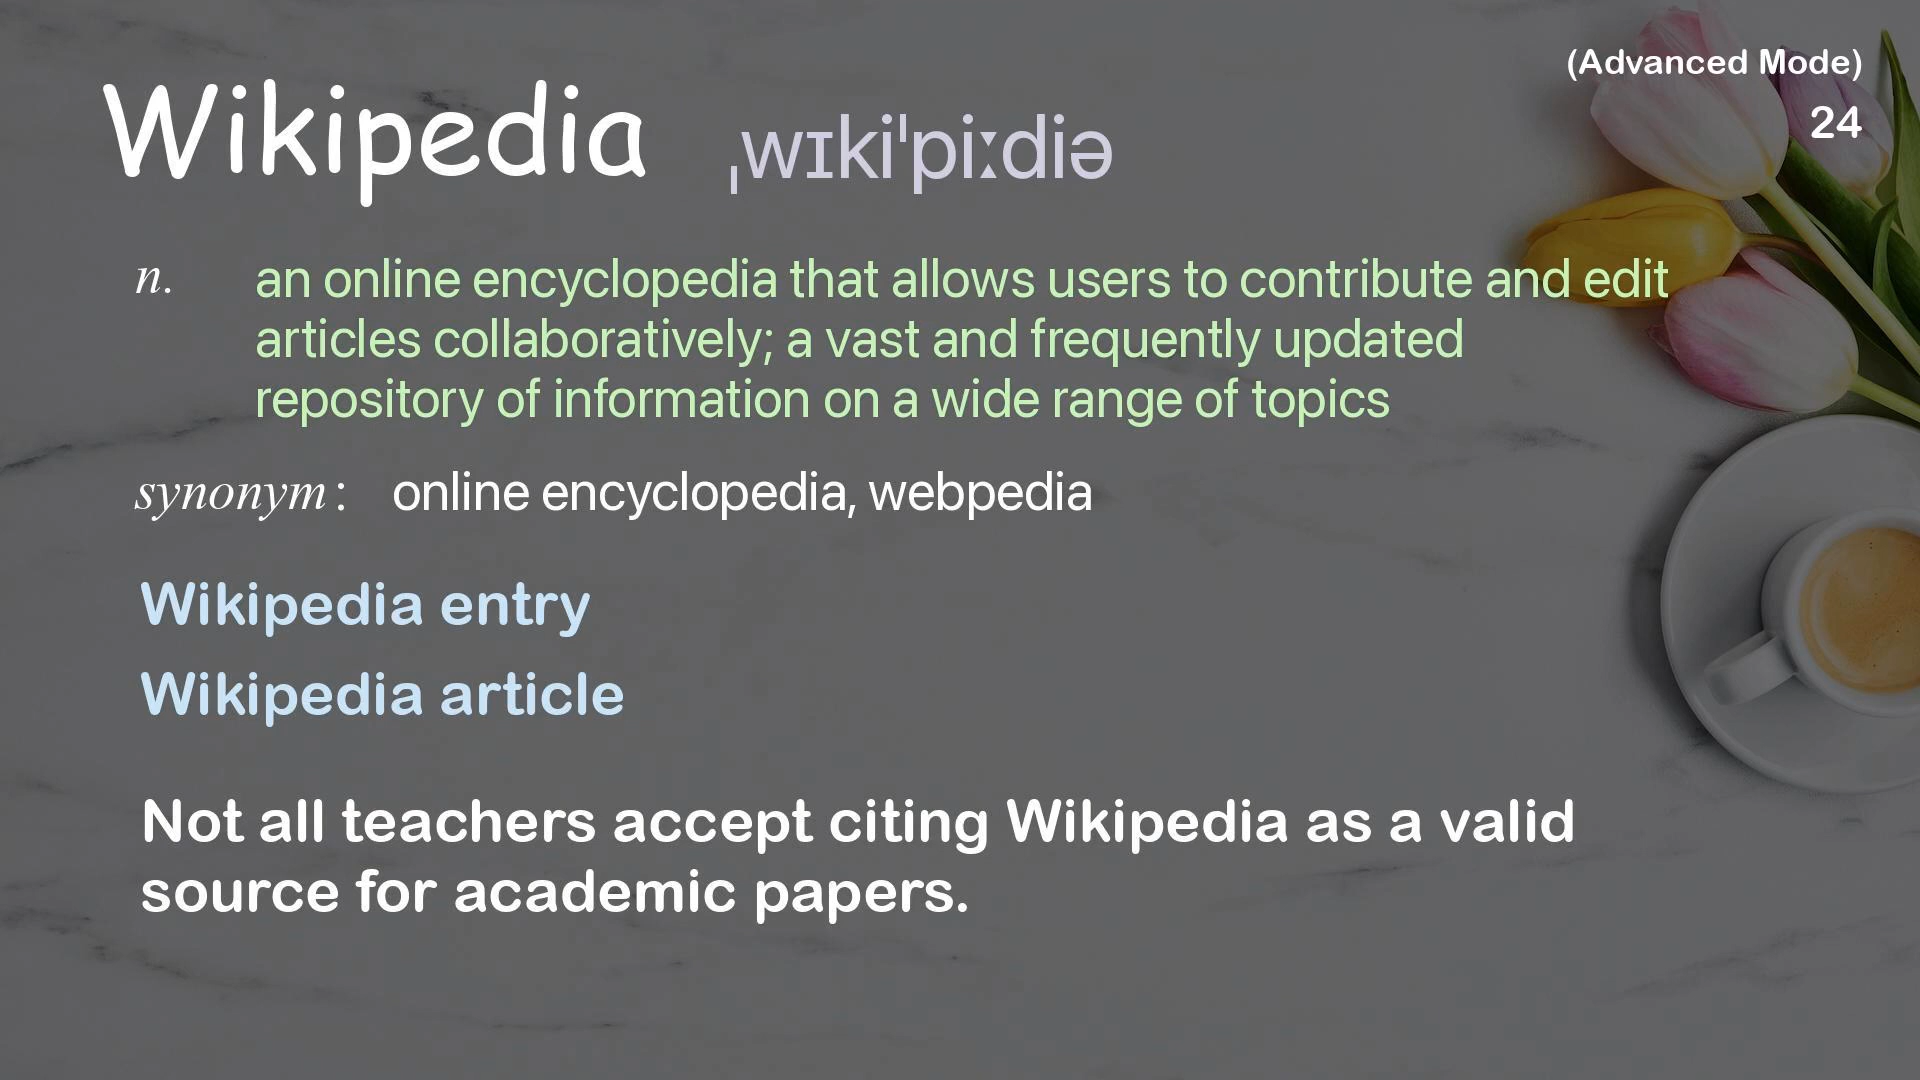 (Advanced Mode)
24
Wikipedia ˌwɪkiˈpiːdiə
n. an online encyclopedia that allows users to contribute and edit
articles collaboratively; a vast and frequently updated
repository of information on a wide range of topics
synonym: online encyclopedia, webpedia
Wikipedia entry
Wikipedia article
Not all teachers accept citing Wikipedia as a valid
source for academic papers.